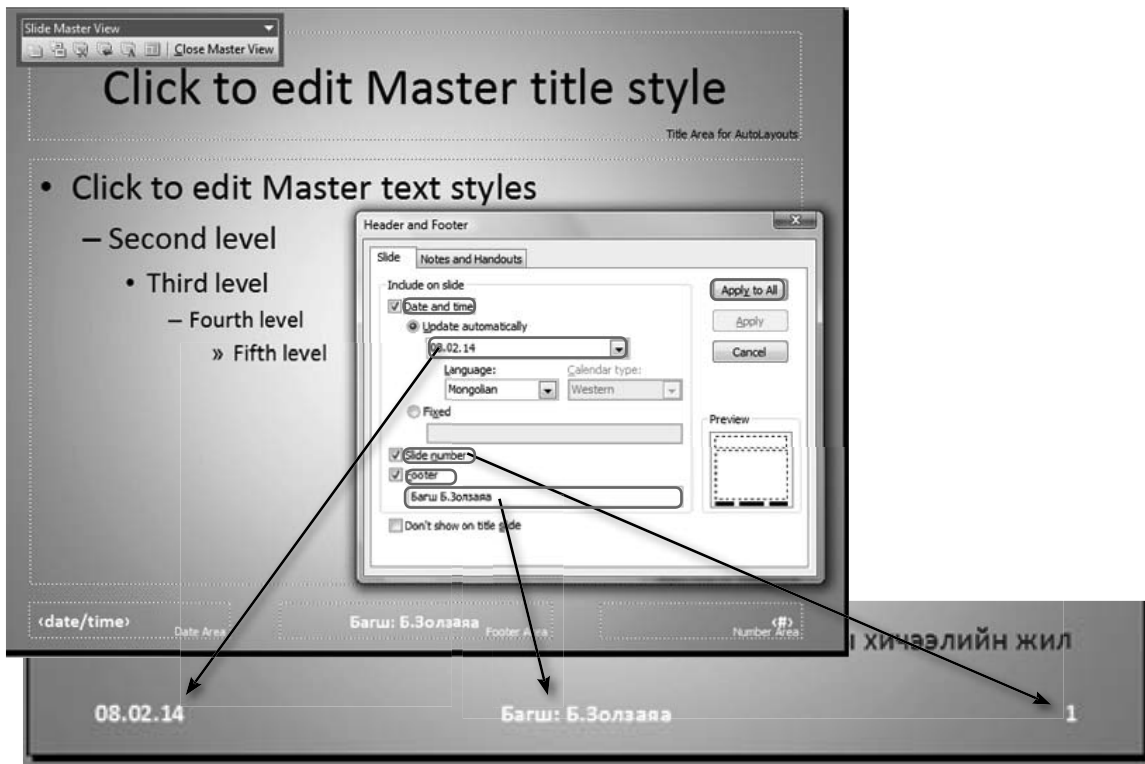 Slide Master View
Close Master View
Click to edit Master title style
Title Area for AutoLayouts
• Click to edit Master text styles
– Second level
• Third level
– Fourth level
» Fifth level
Header and Footer
Slide
Notes and Handouts
Include on slide
Date and time
Update automatically
08.02.14
Language:
Calendar type:
Mongolian
Western
Fixed
Slide number
Footer
Багш Б.Золзаяа
Don't show on title slide
Apply to All
Apply
Cancel
Preview
‹date/time›
Date Area
Багш: Б.Золзаяа
Footer Area
‹#›
Number Area
хичээлийн жил
08.02.14
Багш: Б.Золзаяа
1